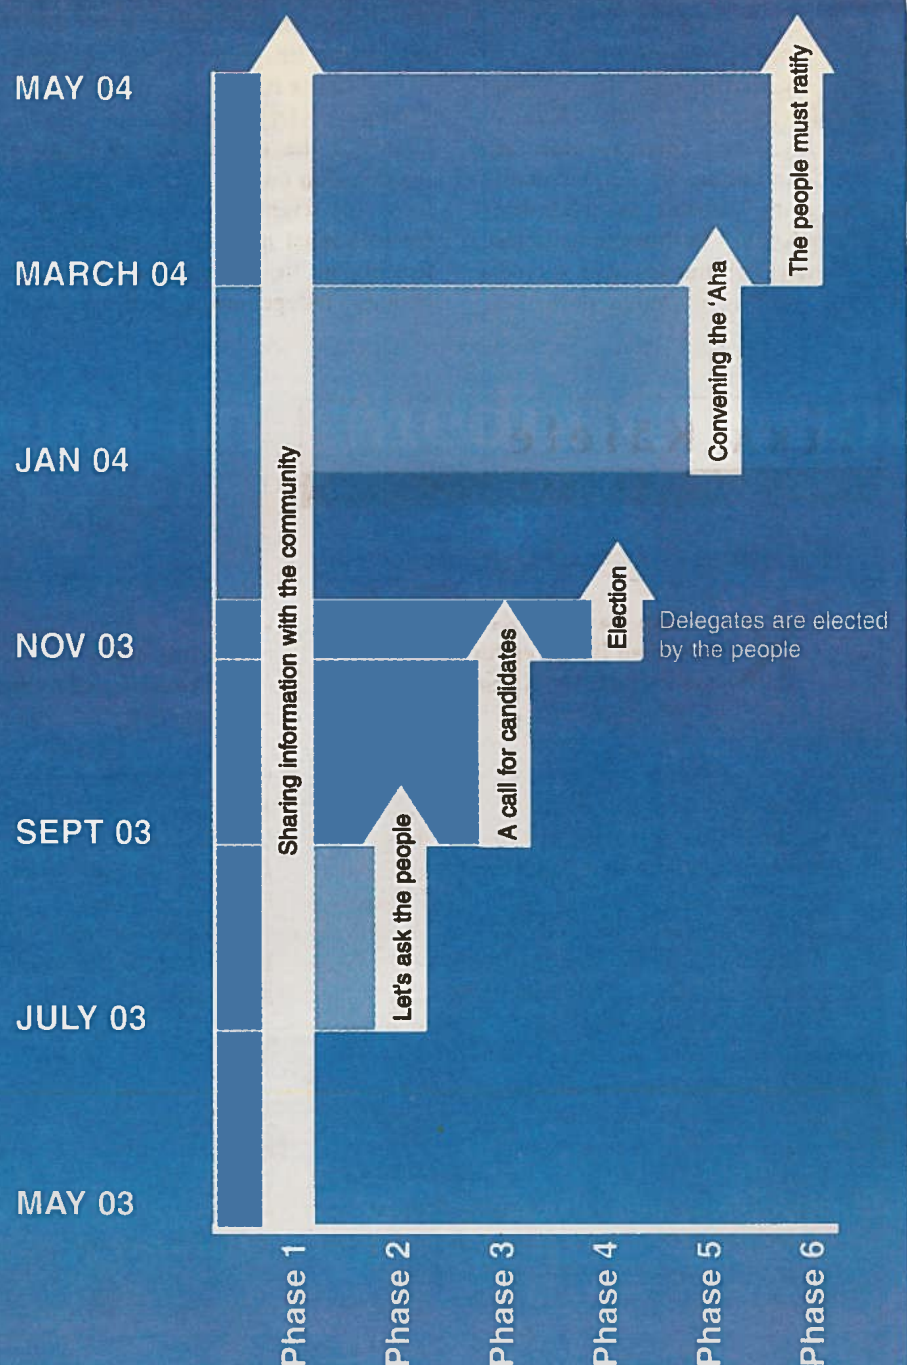 MAY 04
MARCH 04
JAN 04
NOV 03
SEPT 03
JULY 03
MAY 03
Sharing information with the community
Let's ask the people
A call for candidates
Election
Delegates are elected
by the people
Convening the ‘Aha
The people must ratify
Phase 1
Phase 2
Phase 3
Phase 4
Phase 5
Phase 6